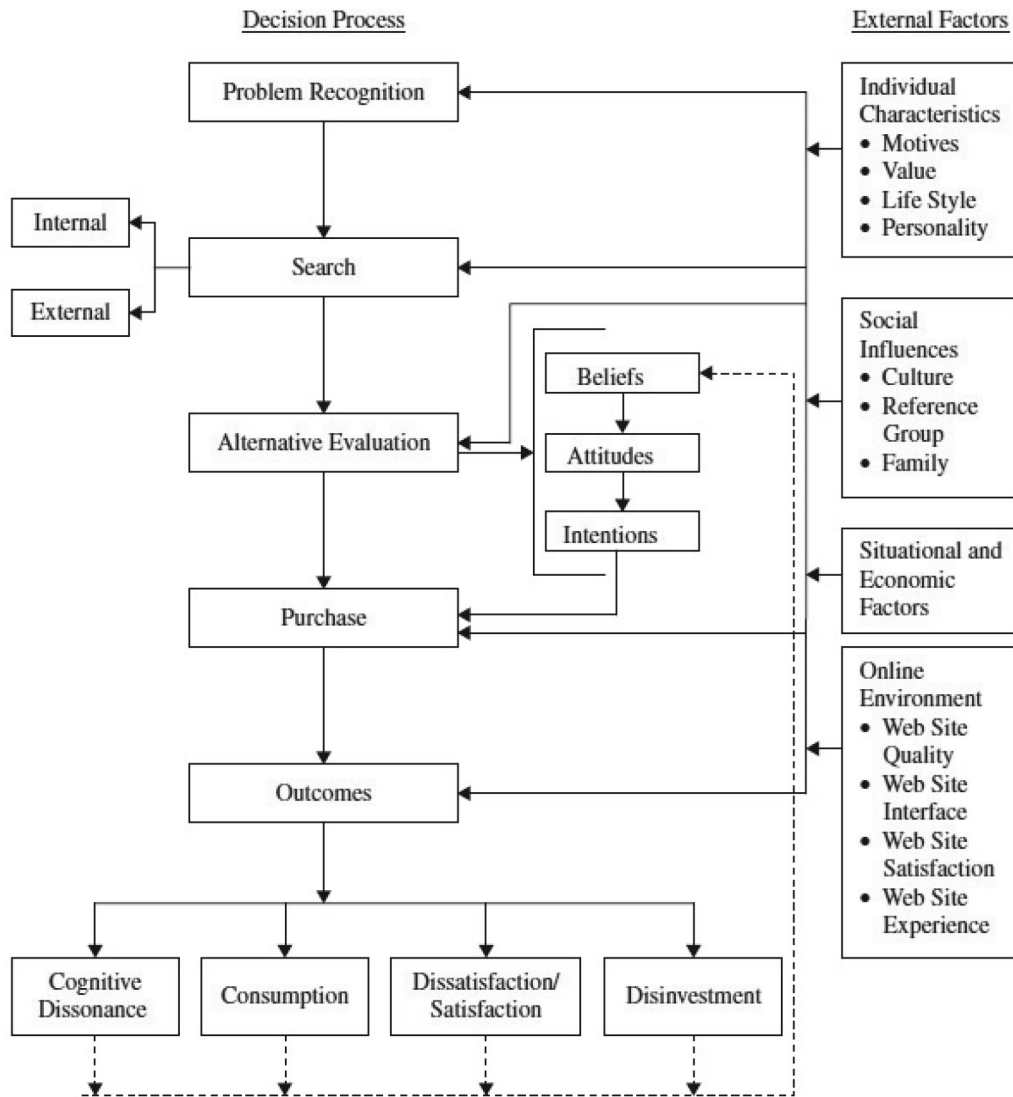 Decision Process
External Factors
Problem Recognition
Individual
Characteristics
• Motives
• Value
• Life Style
• Personality
Internal
Search
External
Social
Influences
• Culture
• Reference
Group
• Family
Beliefs
Alternative Evaluation
Attitudes
Intentions
Situational and
Economic
Factors
Purchase
Online
Environment
• Web Site
Quality
• Web Site
Interface
• Web Site
Satisfaction
• Web Site
Experience
Outcomes
Cognitive
Dissonance
Consumption
Dissatisfaction/
Satisfaction
Disinvestment